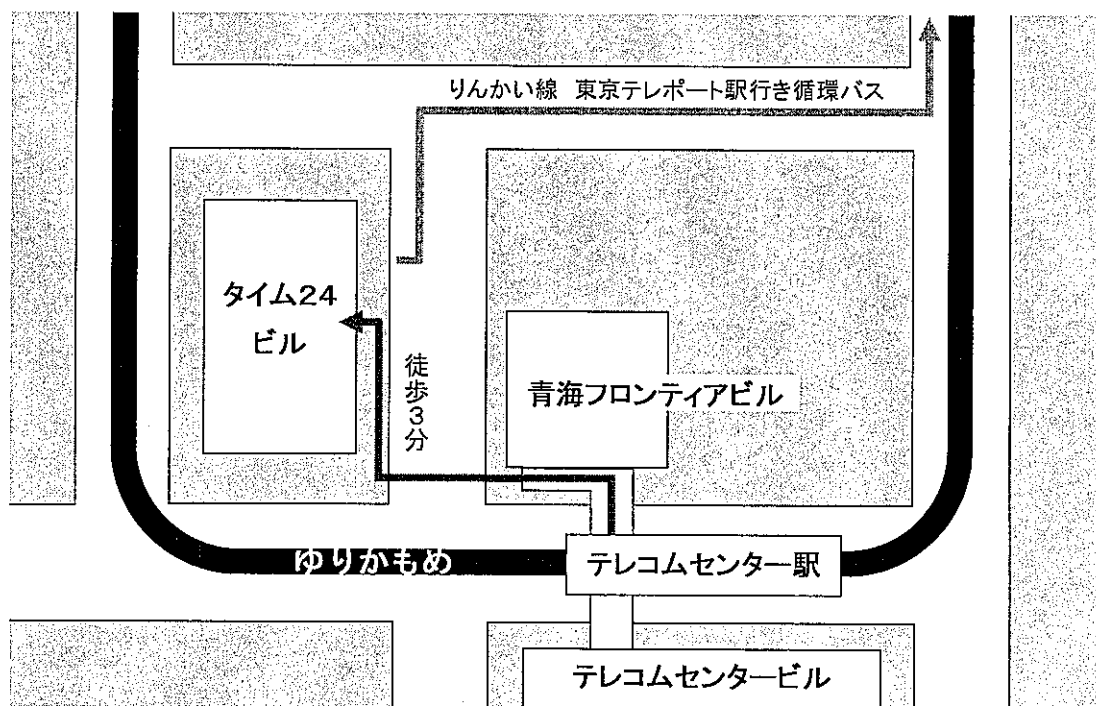 りんかい線 東京テレポート駅行き循環バス
タイム24
ビル
徒歩3分
青海フロンティアビル
ゆりかもめ
テレコムセンター駅
テレコムセンタービル